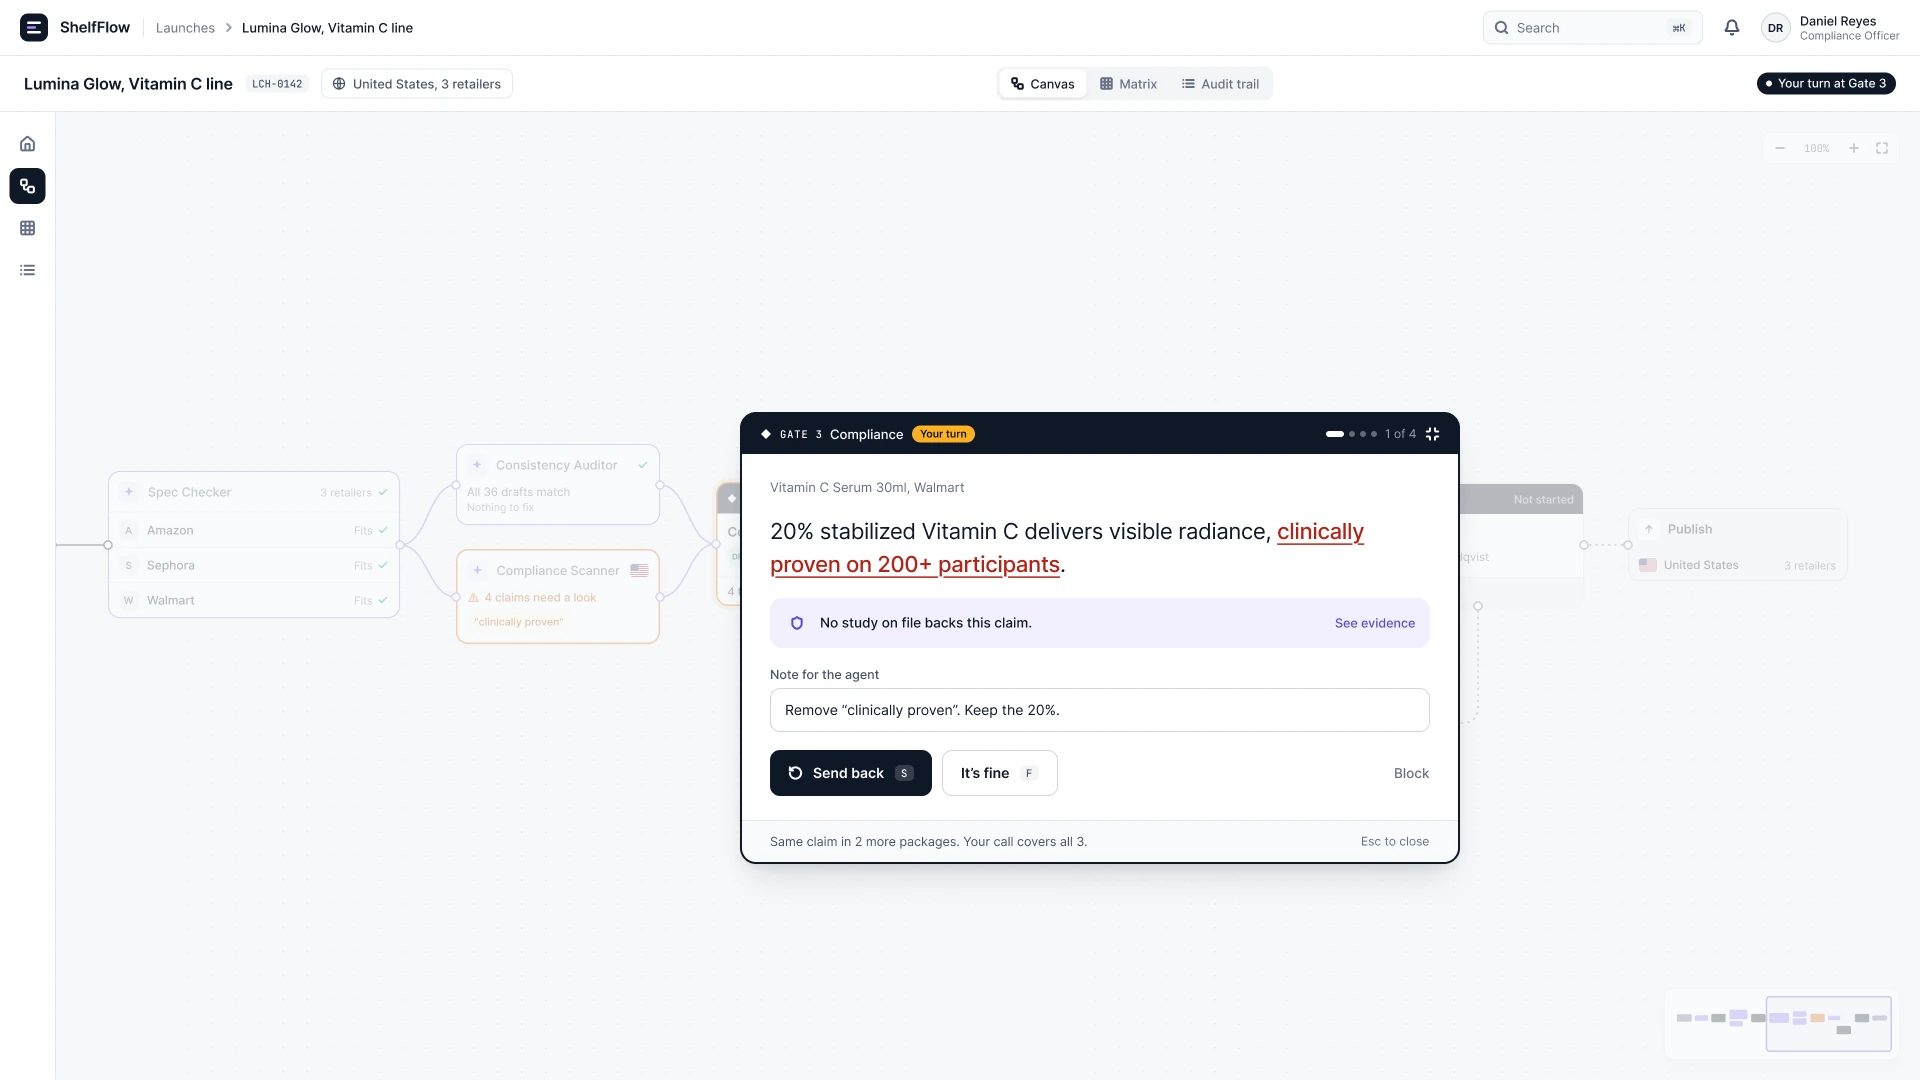 ShelfFlow
Launches
Lumina Glow, Vitamin C line
Search
⌘K
DR
Daniel Reyes
Compliance Officer
Lumina Glow, Vitamin C line
LCH-0142
United States, 3 retailers
Canvas
Matrix
Audit trail
Your turn at Gate 3
100%
Spec Checker
3 retailers
A
Amazon
Fits
S
Sephora
Fits
W
Walmart
Fits
Consistency Auditor
All 36 drafts match
Nothing to fix
Compliance Scanner
4 claims need a look
"clinically proven"
GATE 3
Compliance
Your turn
1 of 4
Vitamin C Serum 30ml, Walmart
20% stabilized Vitamin C delivers visible radiance, clinically
proven on 200+ participants.
No study on file backs this claim.
See evidence
Note for the agent
Remove “clinically proven”. Keep the 20%.
Send back
S
It’s fine
F
Block
Same claim in 2 more packages. Your call covers all 3.
Esc to close
Not started
Publish
United States
3 retailers